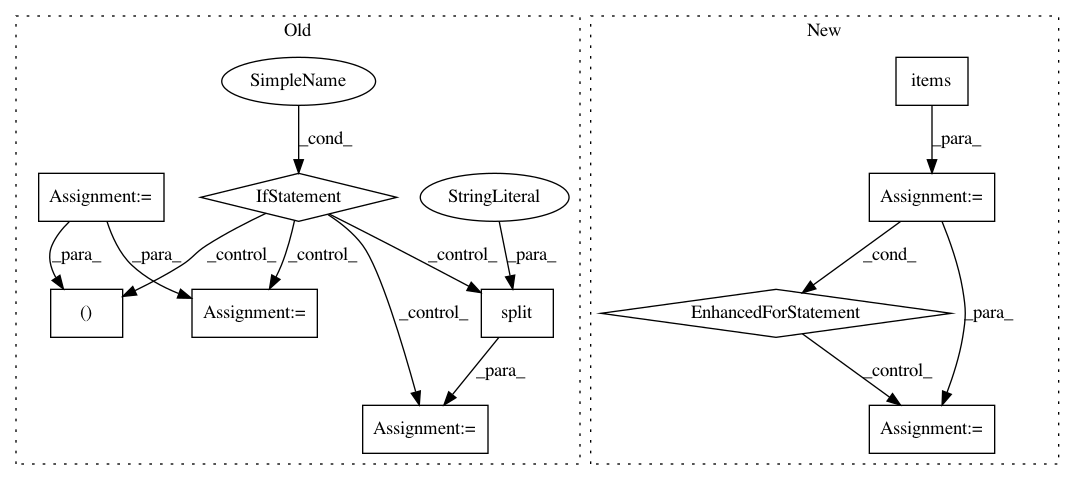 Old
New
SimpleName
items
_cond_
_para_
Assignment:=
IfStatement
StringLiteral
Assignment:=
_para_
_para_
_control_
_control_
_control_
_para_
_cond_
()
Assignment:=
_control_
split
EnhancedForStatement
_para_
_para_
_control_
Assignment:=
Assignment:=